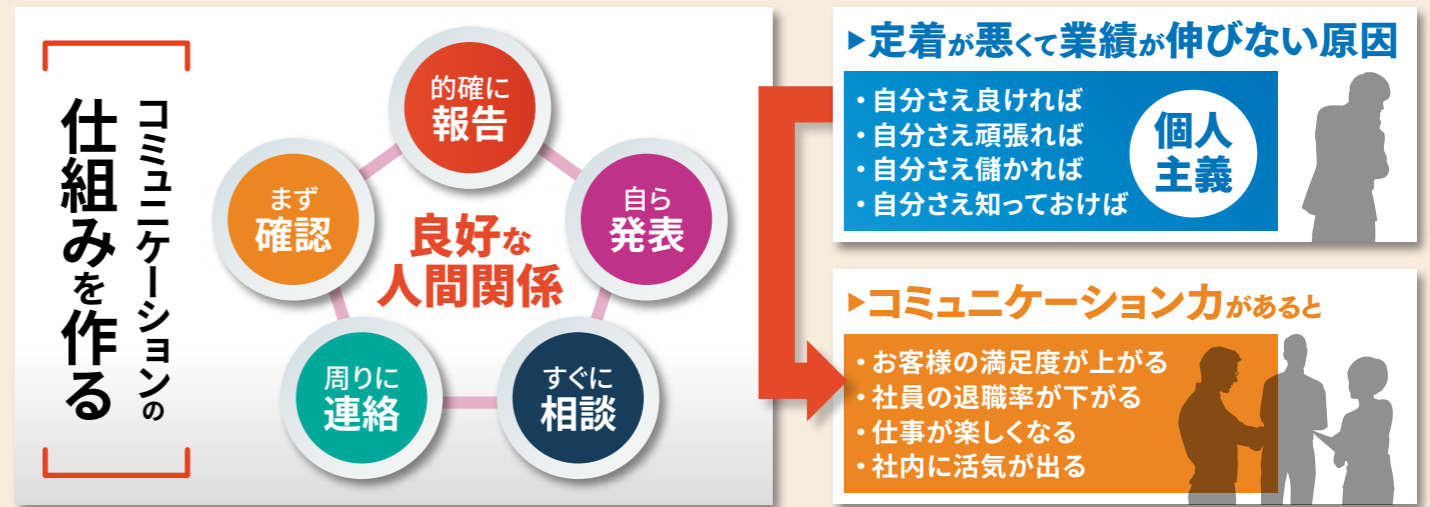 コミュニケーションの
仕組みを作る
的確に
報告
自ら
発表
すぐに
相談
周りに
連絡
まず
確認
良好な
人間関係
▶定着が悪くて業績が伸びない原因
・自分さえ良ければ
・自分さえ頑張れば
・自分さえ儲かれば
・自分さえ知っておけば
個人
主義
▶コミュニケーション力があると
・お客様の満足度が上がる
・社員の退職率が下がる
・仕事が楽しくなる
・社内に活気が出る